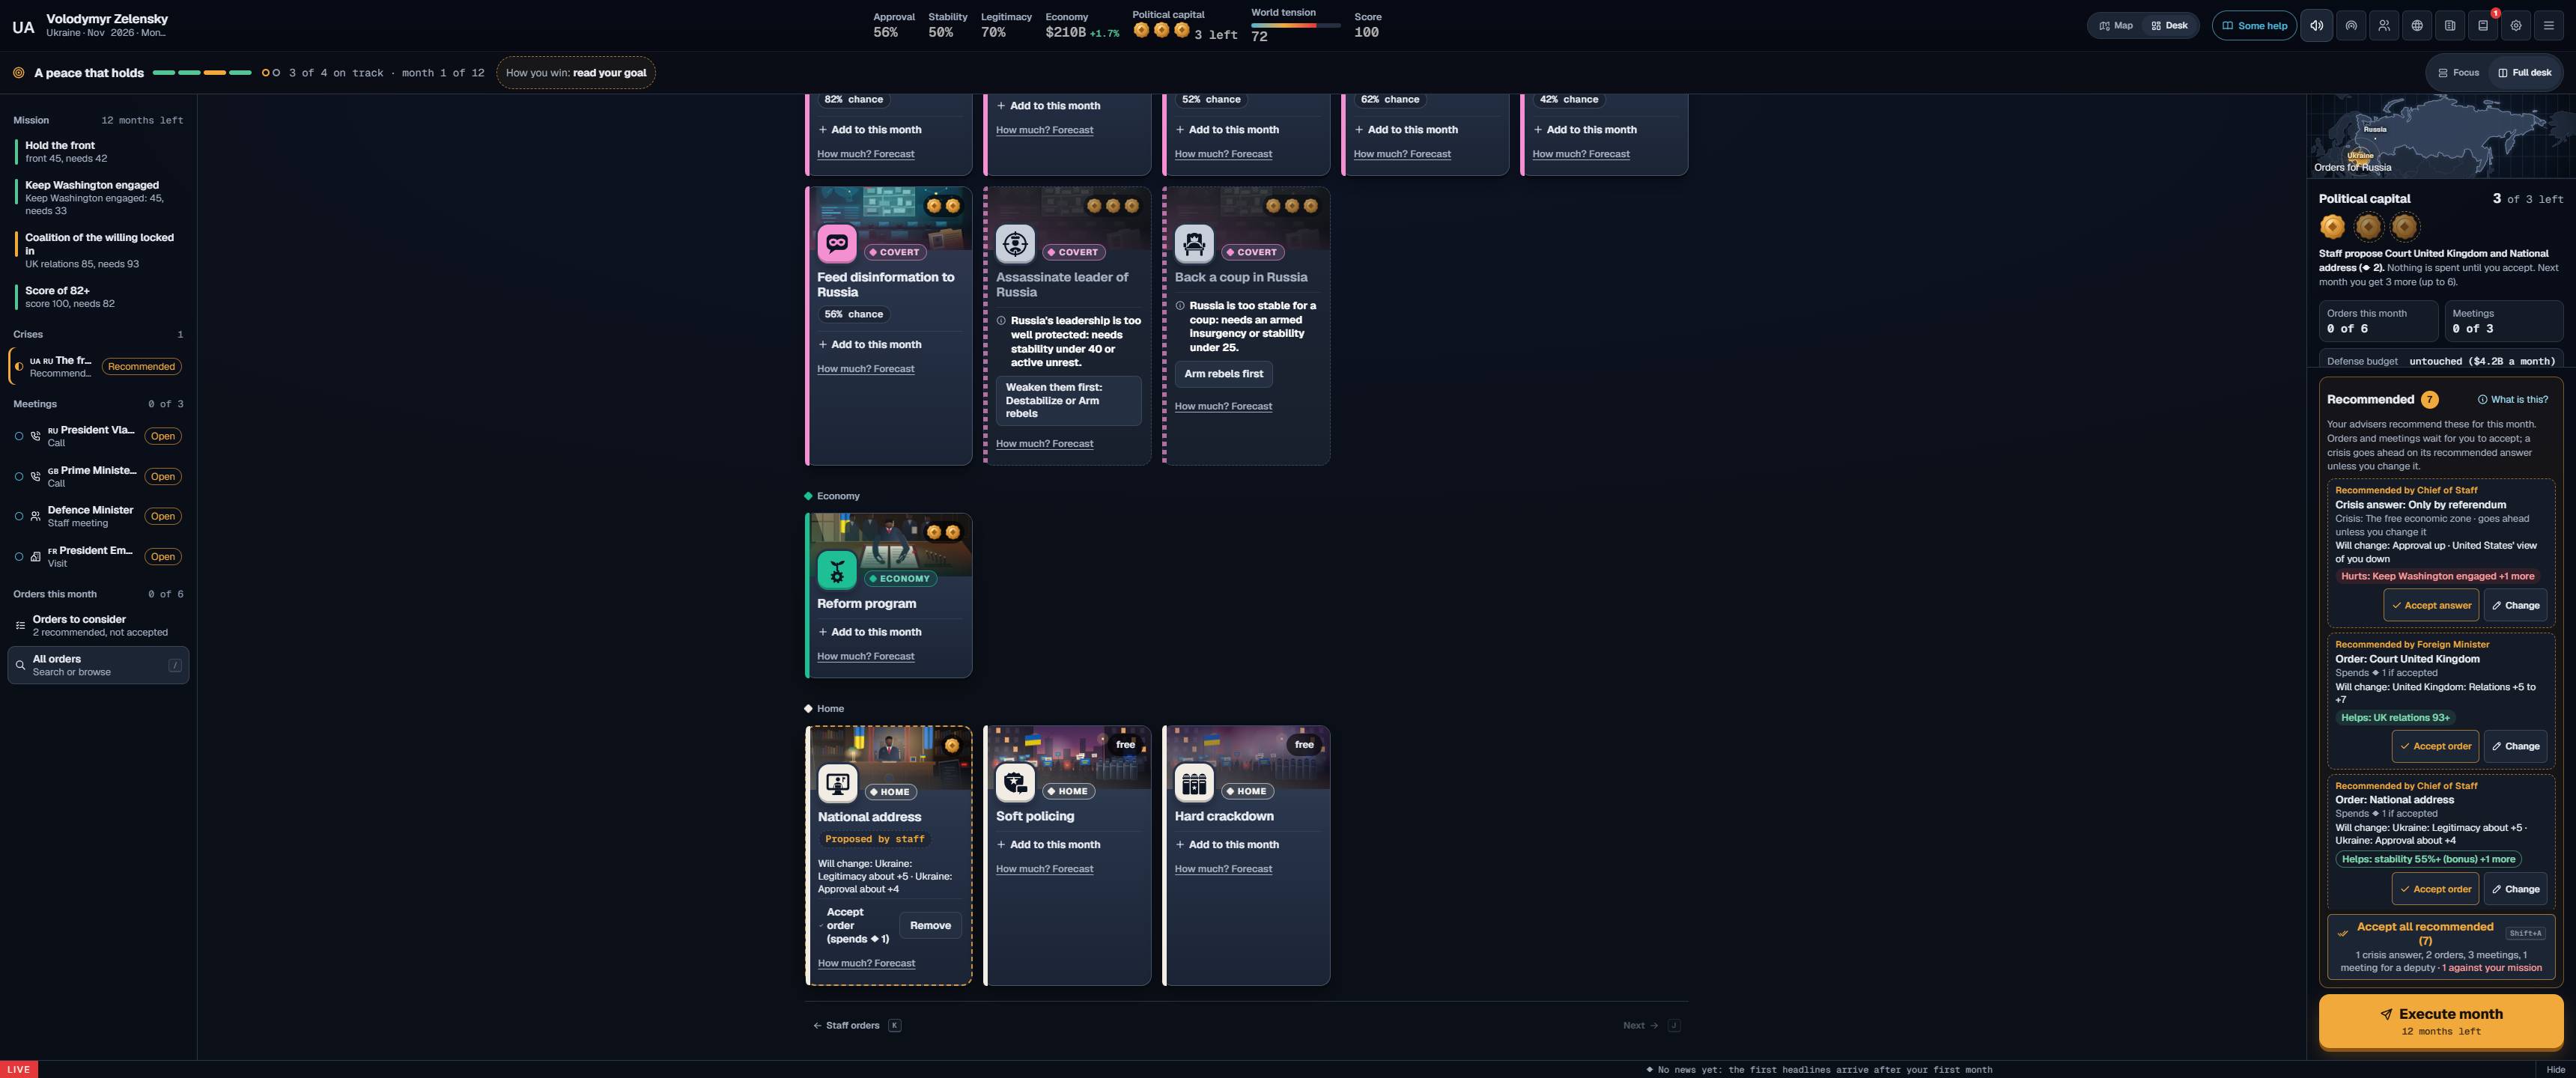 UA
Volodymyr Zelensky
Ukraine · Nov 2026 · Mon...
Approval
56%
Stability
50%
Legitimacy
70%
Economy
$210B +1.7%
Political capital
3 left
World tension
72
Score
100
Map
Desk
Some help
1
A peace that holds
3 of 4 on track · month 1 of 12
How you win: read your goal
Focus
Full desk
Mission
12 months left
Hold the front
front 45, needs 42
Keep Washington engaged
Keep Washington engaged: 45,
needs 33
Coalition of the willing locked
in
UK relations 85, needs 93
Score of 82+
score 100, needs 82
Crises
1
UA RU The fr...
Recommend...
Recommended
Meetings
0 of 3
RU President Vla...
Call
Open
GB Prime Ministe...
Call
Open
Defence Minister
Staff meeting
Open
FR President Em...
Visit
Open
Orders this month
0 of 6
Orders to consider
2 recommended, not accepted
All orders
Search or browse
/
82% chance
+ Add to this month
How much? Forecast
+ Add to this month
How much? Forecast
52% chance
+ Add to this month
How much? Forecast
62% chance
+ Add to this month
How much? Forecast
42% chance
+ Add to this month
How much? Forecast
COVERT
Feed disinformation to
Russia
56% chance
+ Add to this month
How much? Forecast
COVERT
Assassinate leader of
Russia
Russia's leadership is too
well protected: needs
stability under 40 or
active unrest.
Weaken them first:
Destabilize or Arm
rebels
How much? Forecast
COVERT
Back a coup in Russia
Russia is too stable for a
coup: needs an armed
insurgency or stability
under 25.
Arm rebels first
How much? Forecast
Economy
ECONOMY
Reform program
+ Add to this month
How much? Forecast
Home
HOME
National address
Proposed by staff
Will change: Ukraine:
Legitimacy about +5 · Ukraine:
Approval about +4
Accept
order
(spends ◆ 1)
Remove
How much? Forecast
free
HOME
Soft policing
+ Add to this month
How much? Forecast
free
HOME
Hard crackdown
+ Add to this month
How much? Forecast
← Staff orders
K
Next →
J
Russia
Ukraine
Orders for Russia
Political capital
3 of 3 left
Staff propose Court United Kingdom and National
address (◆ 2). Nothing is spent until you accept. Next
month you get 3 more (up to 6).
Orders this month
0 of 6
Meetings
0 of 3
Defense budget
untouched ($4.2B a month)
Recommended
7
What is this?
Your advisers recommend these for this month.
Orders and meetings wait for you to accept; a
crisis goes ahead on its recommended answer
unless you change it.
Recommended by Chief of Staff
Crisis answer: Only by referendum
Crisis: The free economic zone · goes ahead
unless you change it
Will change: Approval up · United States' view
of you down
Hurts: Keep Washington engaged +1 more
Accept answer
Change
Recommended by Foreign Minister
Order: Court United Kingdom
Spends ◆ 1 if accepted
Will change: United Kingdom: Relations +5 to
+7
Helps: UK relations 93+
Accept order
Change
Recommended by Chief of Staff
Order: National address
Spends ◆ 1 if accepted
Will change: Ukraine: Legitimacy about +5 ·
Ukraine: Approval about +4
Helps: stability 55%+ (bonus) +1 more
Accept order
Change
Accept all recommended
(7)
Shift+A
1 crisis answer, 2 orders, 3 meetings, 1
meeting for a deputy · 1 against your mission
Execute month
12 months left
LIVE
◆ No news yet: the first headlines arrive after your first month
Hide